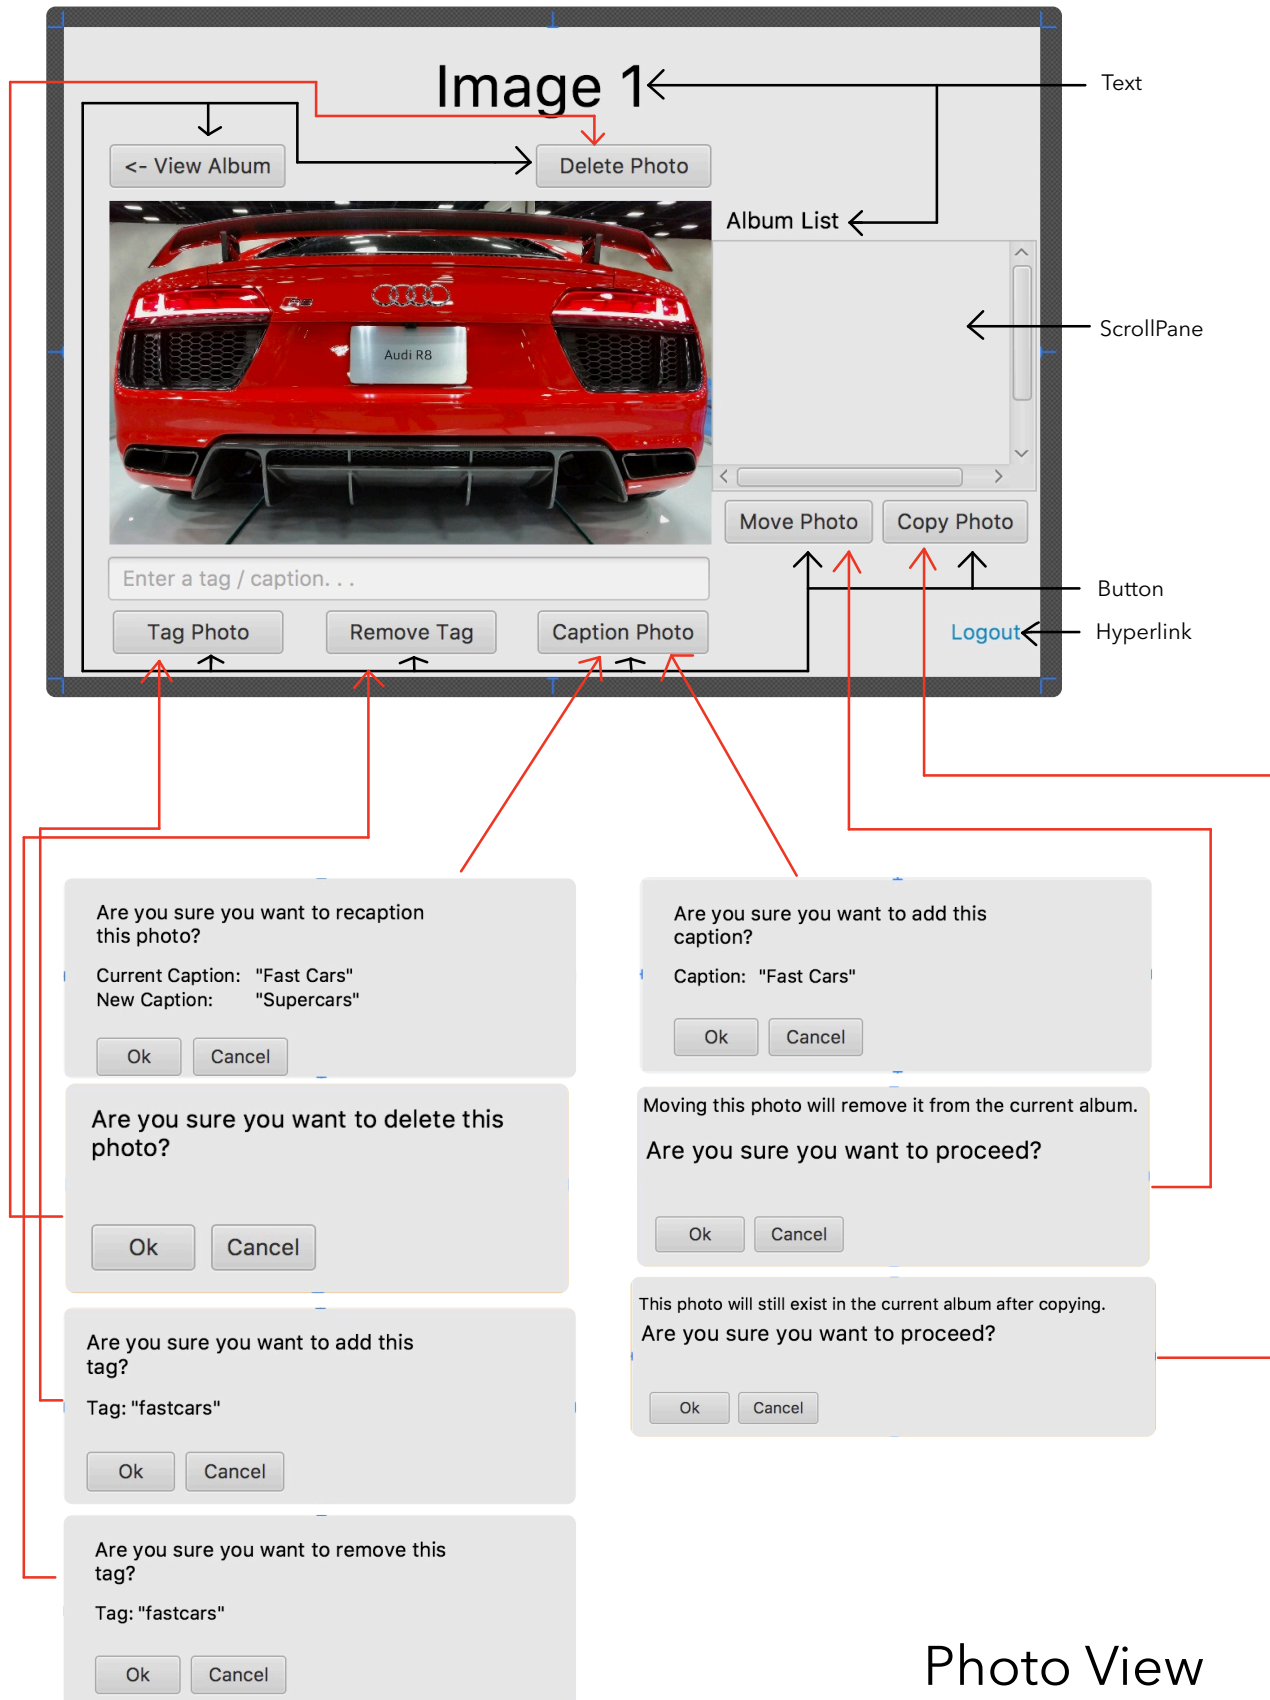 Image 1
Text
<- View Album
Delete Photo
Album List
R8
Audi R8
ScrollPane
Move Photo
Copy Photo
Enter a tag / caption. . .
Button
Tag Photo
Remove Tag
Caption Photo
Logout
Hyperlink
Are you sure you want to recaption
this photo?
Current Caption: "Fast Cars"
New Caption: "Supercars"
Ok
Cancel
Are you sure you want to add this
caption?
Caption: "Fast Cars"
Ok
Cancel
Are you sure you want to delete this
photo?
Ok
Cancel
Moving this photo will remove it from the current album.
Are you sure you want to proceed?
Ok
Cancel
Are you sure you want to add this
tag?
Tag: "fastcars"
Ok
Cancel
This photo will still exist in the current album after copying.
Are you sure you want to proceed?
Ok
Cancel
Are you sure you want to remove this
tag?
Tag: "fastcars"
Ok
Cancel
Photo View